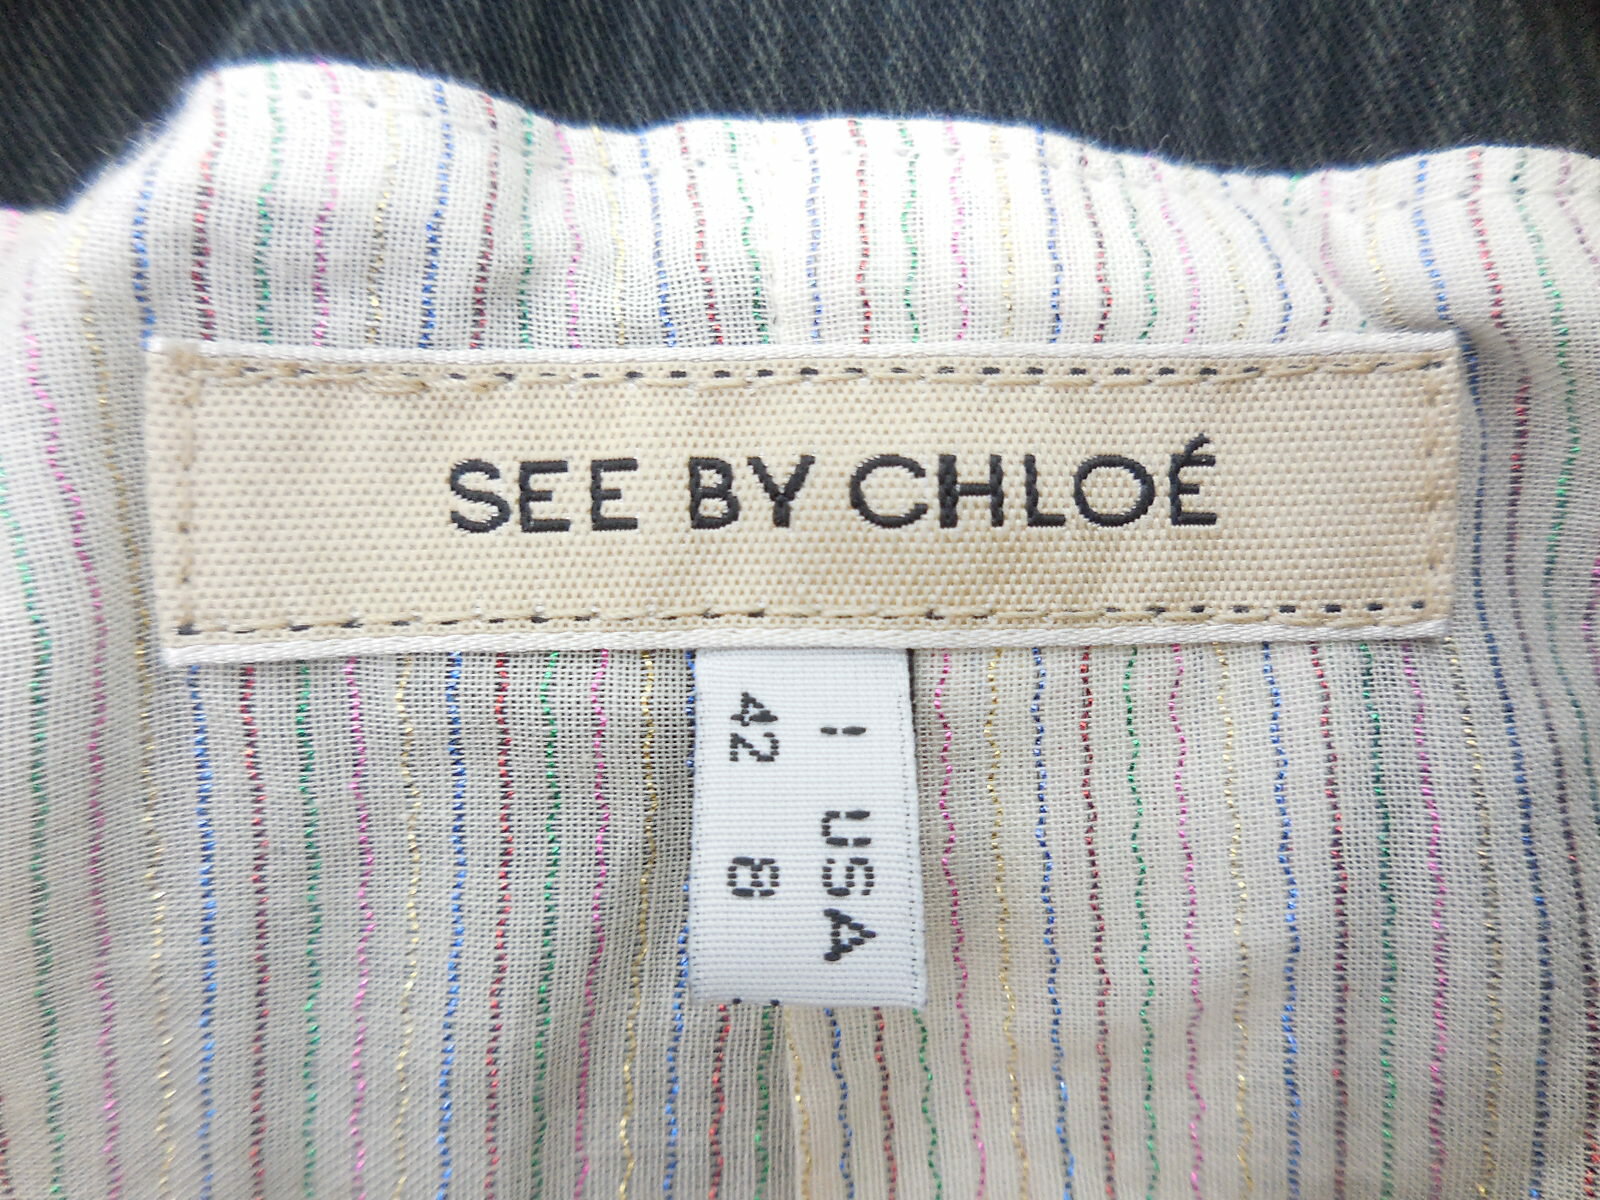 SEE BY CHLOÉ
I USA
42 8